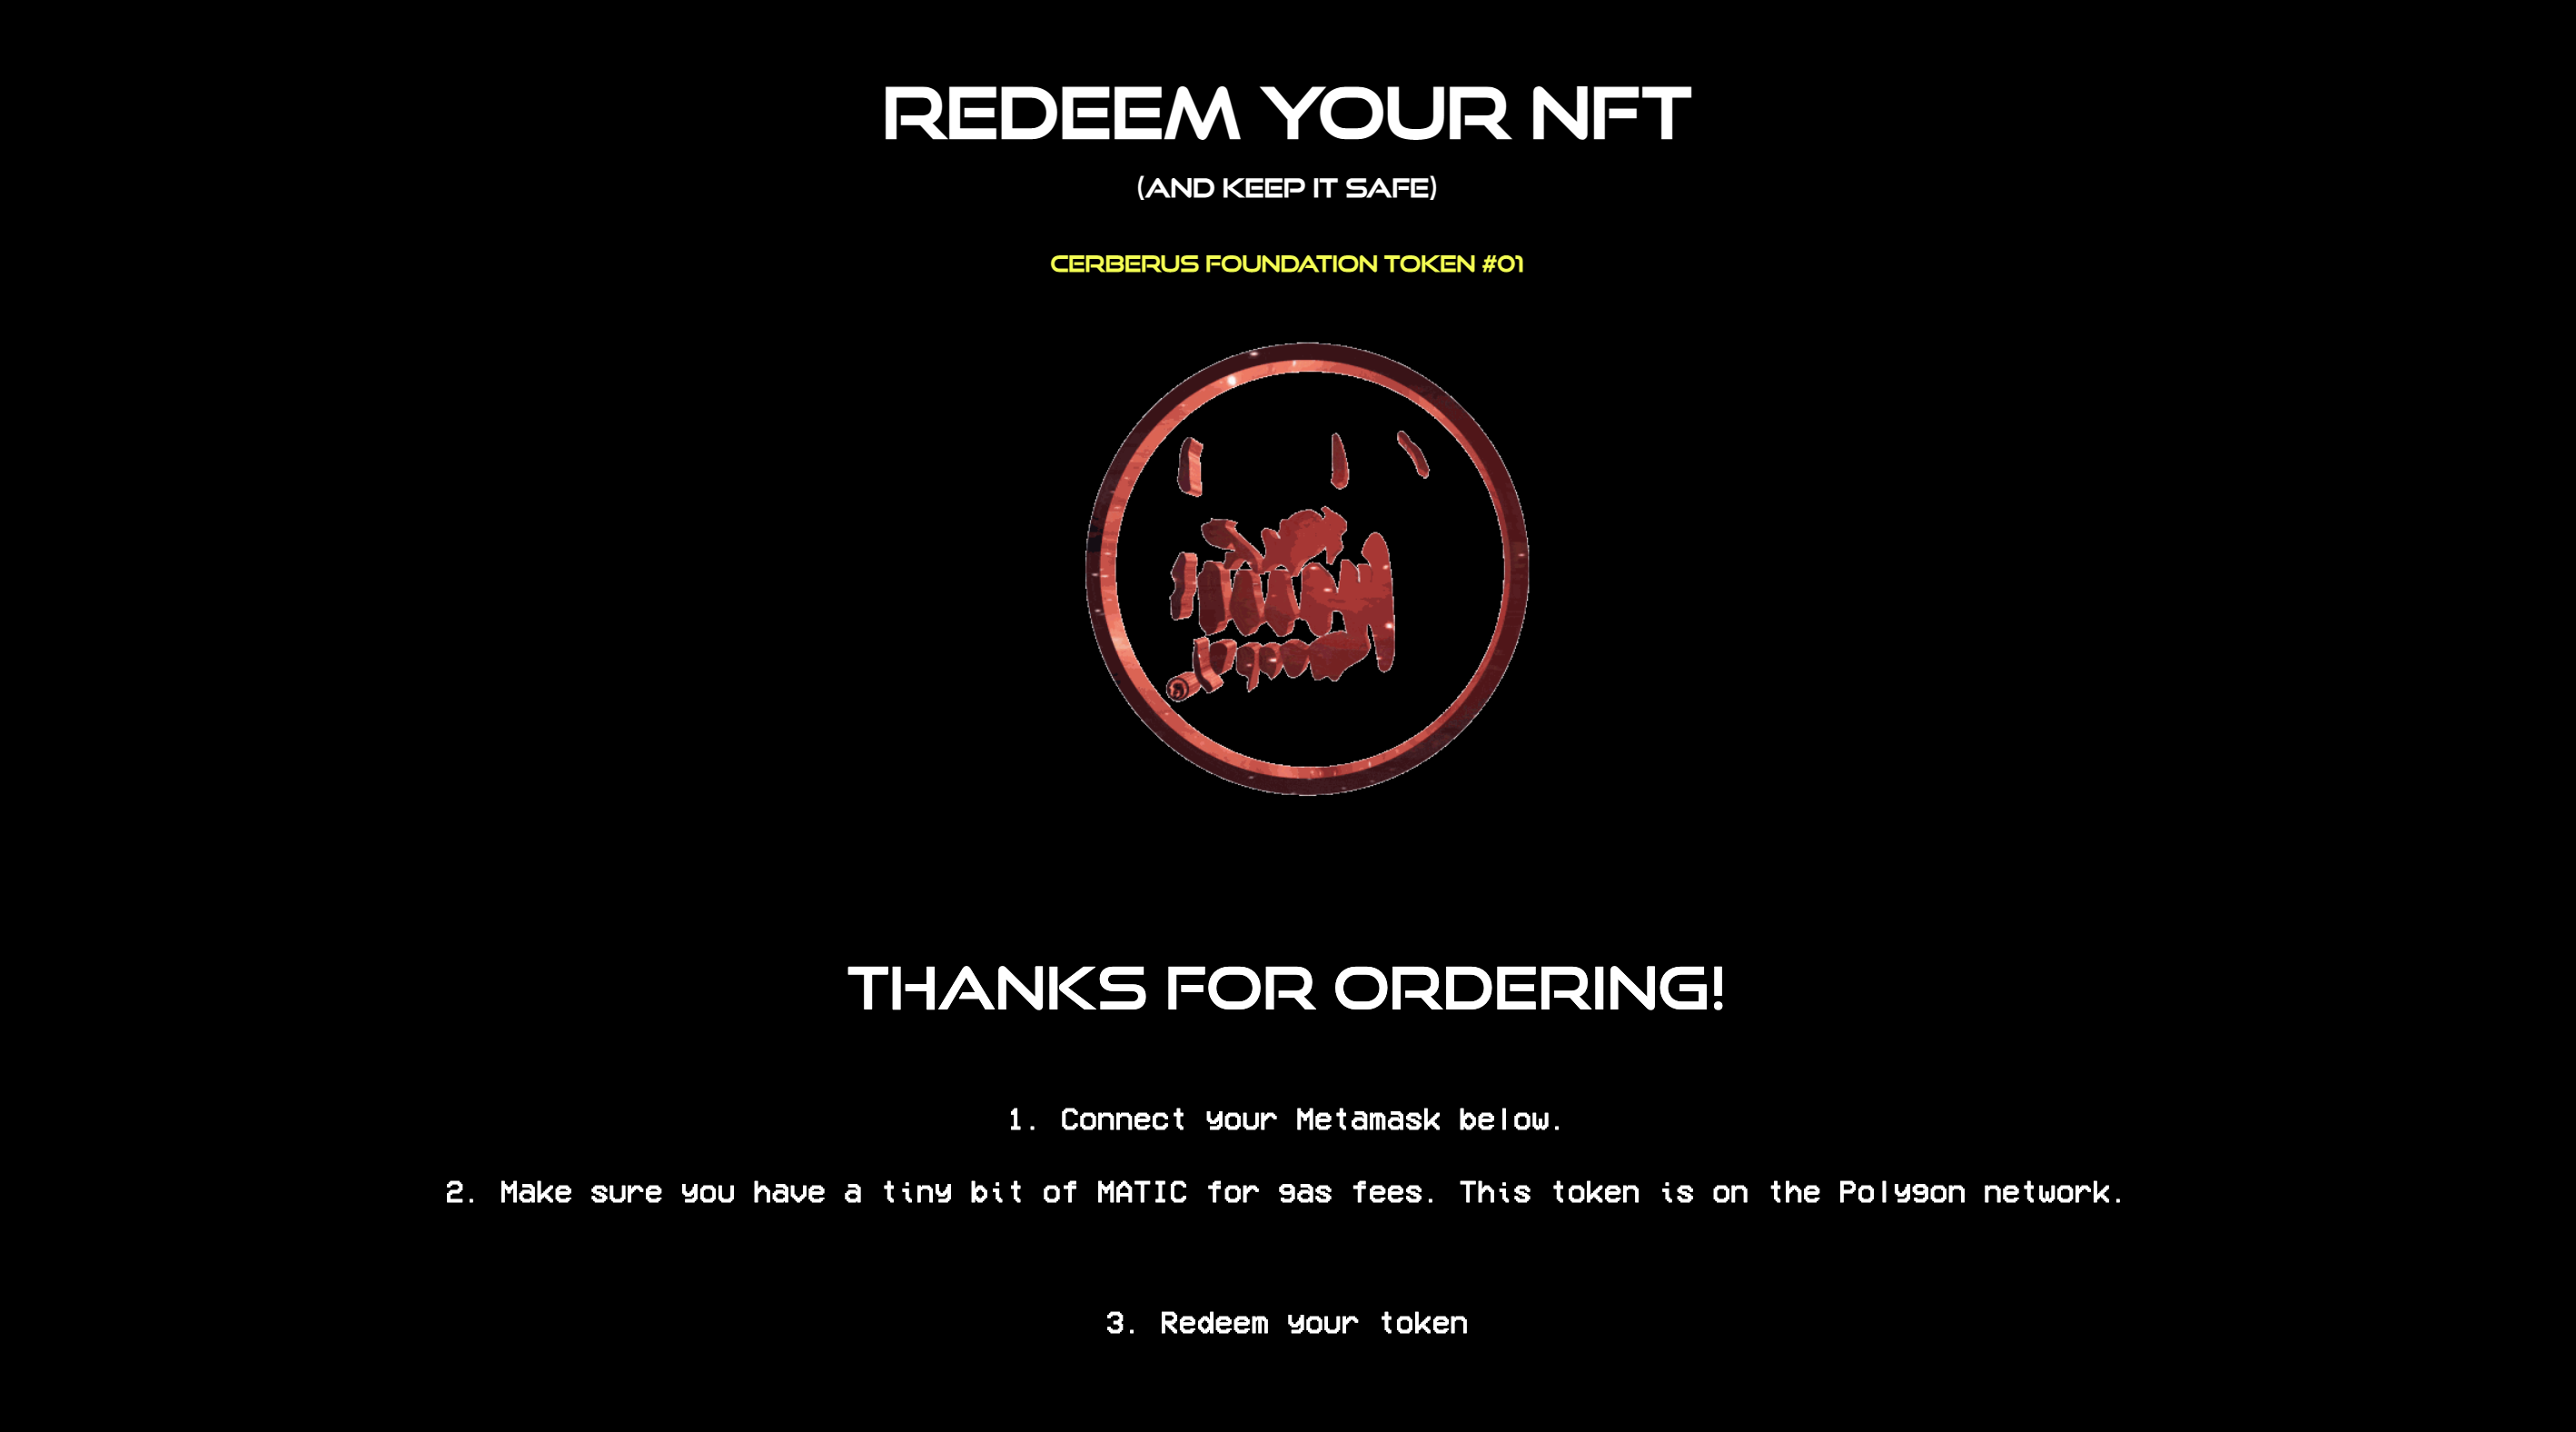 REDEEM YOUR NFT
(AND KEEP IT SAFE)
CERBERUS FOUNDATION TOKEN #01
THANKS FOR ORDERING!
1. Connect your Metamask below.
2. Make sure you have a tiny bit of MATIC for gas fees. This token is on the Polygon network.
3. Redeem your token